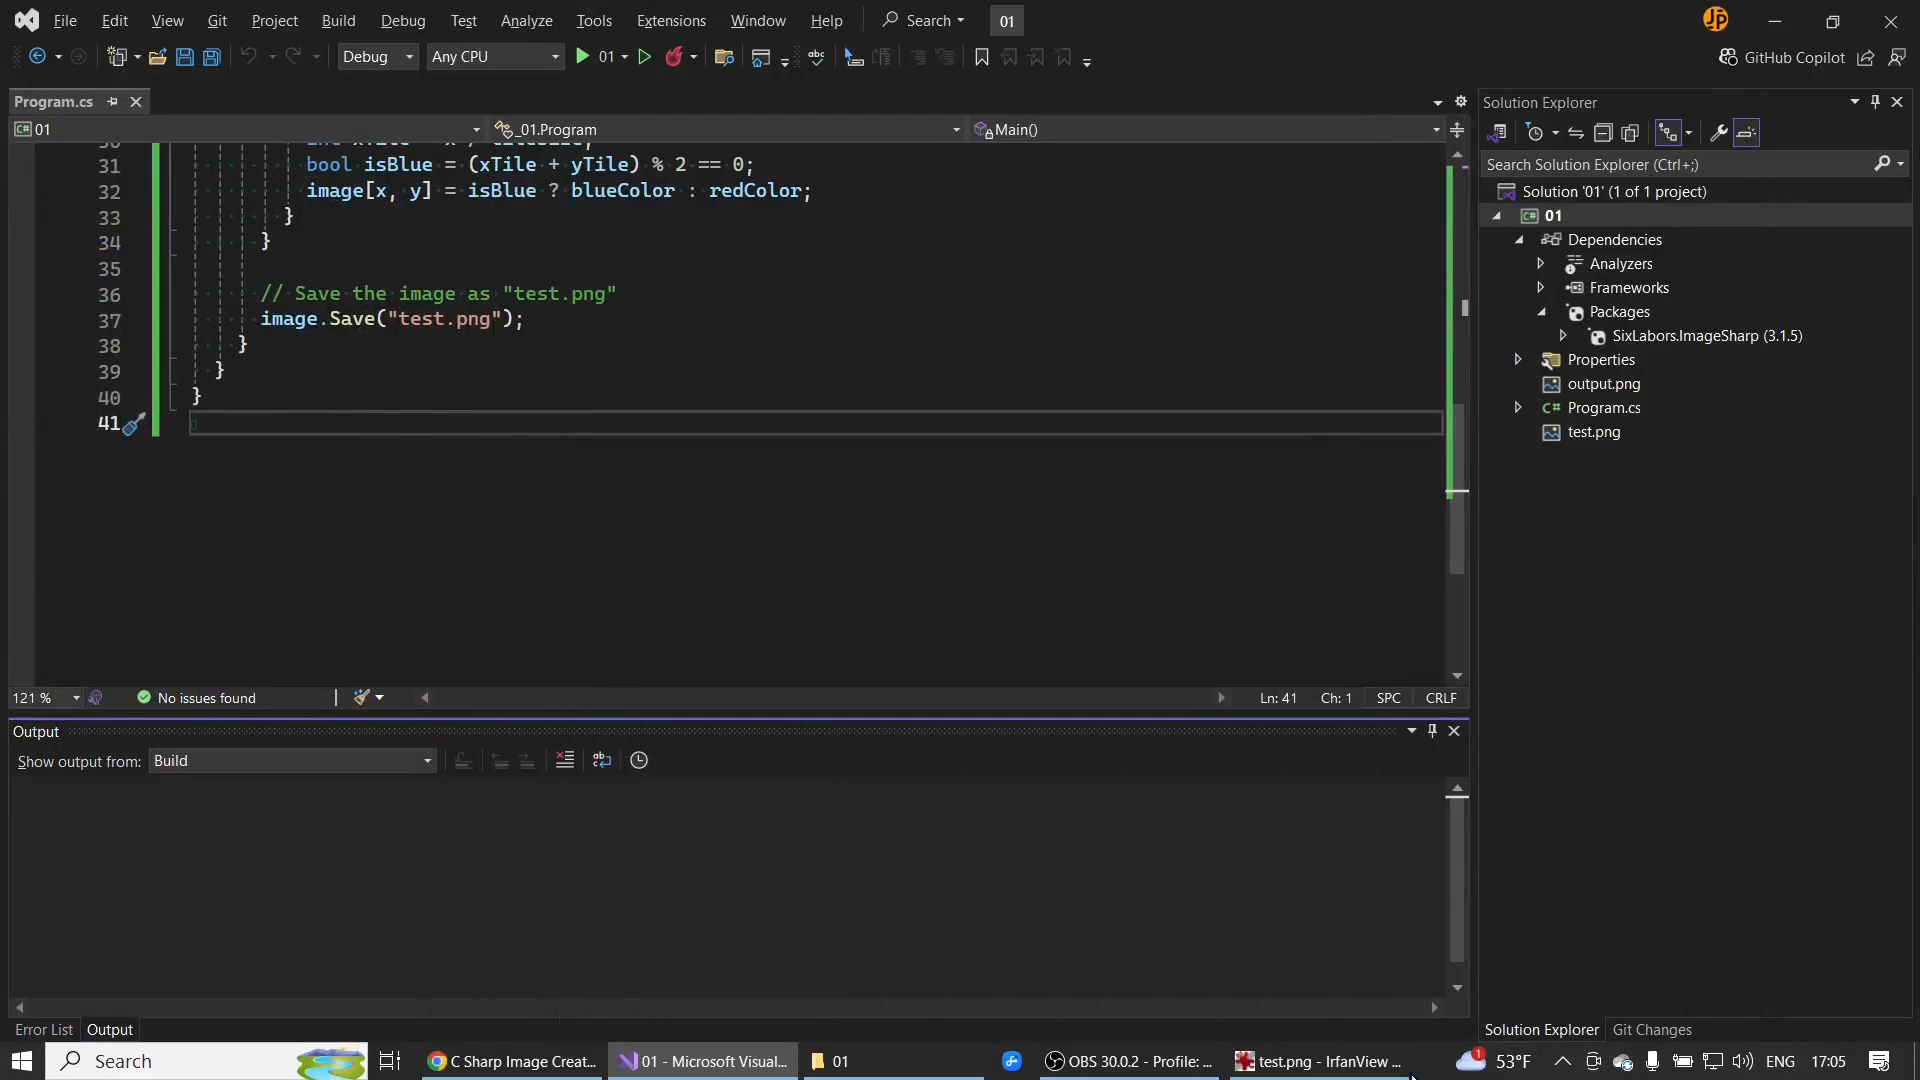 File Edit View Git Project Build Debug Test Analyze Tools Extensions Window Help Search 01 JP
Debug Any CPU 01 GitHub Copilot
Program.cs
C# 01 _01.Program Main()
31 bool isBlue = (xTile + yTile) % 2 == 0;
32 image[x, y] = isBlue ? blueColor : redColor;
33 }
34 }
35
36 // Save the image as "test.png"
37 image.Save("test.png");
38 }
39 }
40 }
41
121 % No issues found Ln: 41 Ch: 1 SPC CRLF
Output
Show output from: Build
Error List Output
Solution Explorer
Search Solution Explorer (Ctrl+;)
Solution '01' (1 of 1 project)
C# 01
Dependencies
Analyzers
Frameworks
Packages
SixLabors.ImageSharp (3.1.5)
Properties
output.png
C# Program.cs
test.png
Solution Explorer Git Changes
Search C Sharp Image Creat... 01 - Microsoft Visual... 01 OBS 30.0.2 - Profile: ... test.png - IrfanView ... 1 53°F ENG 17:05